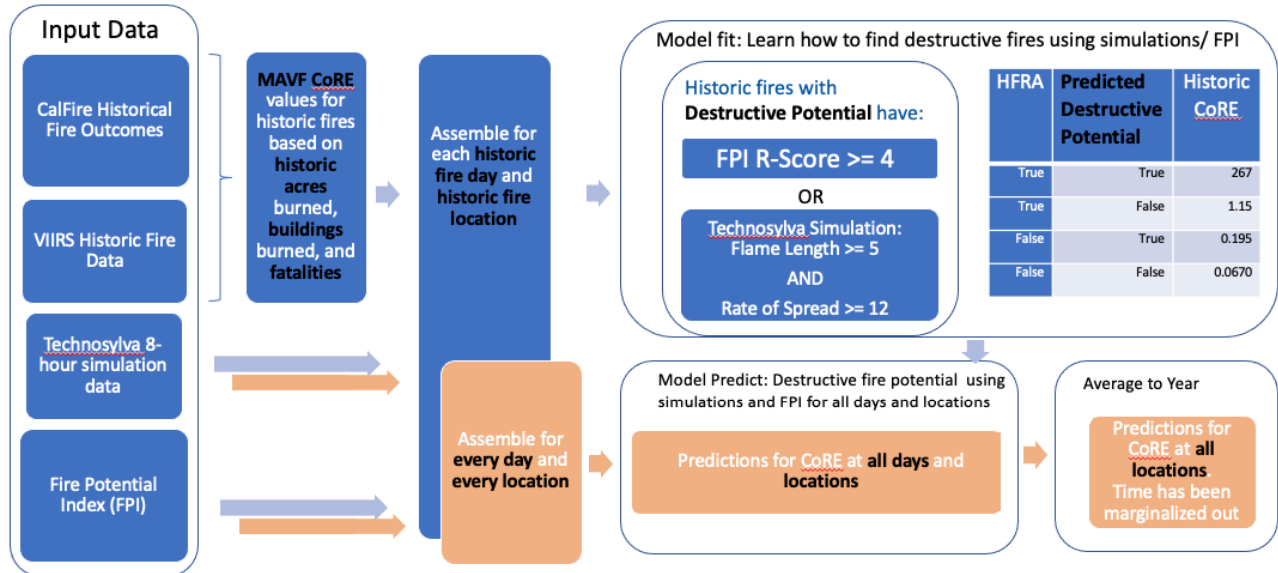 Input Data
CalFire Historical
Fire Outcomes
VIIRS Historic Fire
Data
Technosylva 8-
hour simulation
data
Fire Potential
Index (FPI)
MAVF CoRE
values for
historic fires
based on
historic
acres
burned,
buildings
burned, and
fatalities
Assemble for
each historic
fire day and
historic fire
location
Assemble for
every day and
every location
Model fit: Learn how to find destructive fires using simulations/ FPI
Historic fires with
Destructive Potential have:
FPI R-Score >= 4
OR
Technosylva Simulation:
Flame Length >= 5
AND
Rate of Spread >= 12
HFRA Predicted Historic
Destructive CoRE
Potential
True True 267
True False 1.15
False True 0.195
False False 0.0670
Model Predict: Destructive fire potential using
simulations and FPI for all days and locations
Predictions for CoRE at all days and
locations
Average to Year
Predictions for
CoRE at all
locations.
Time has been
marginalized out